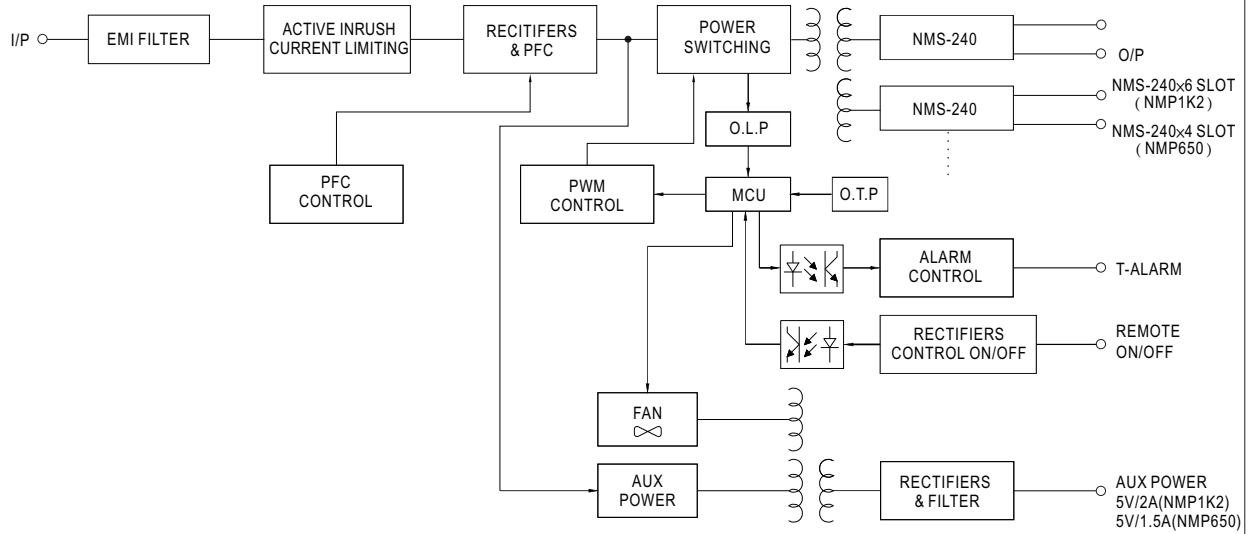 I/P
EMI FILTER
ACTIVE INRUSH
CURRENT LIMITING
RECITIFERS
& PFC
POWER
SWITCHING
NMS-240
O/P
NMS-240
NMS-240x6 SLOT
( NMP1K2 )
NMS-240x4 SLOT
( NMP650 )
O.L.P
PFC
CONTROL
PWM
CONTROL
MCU
O.T.P
ALARM
CONTROL
T-ALARM
RECTIFIERS
CONTROL ON/OFF
REMOTE
ON/OFF
FAN
AUX
POWER
RECTIFIERS
& FILTER
AUX POWER
5V/2A(NMP1K2)
5V/1.5A(NMP650)